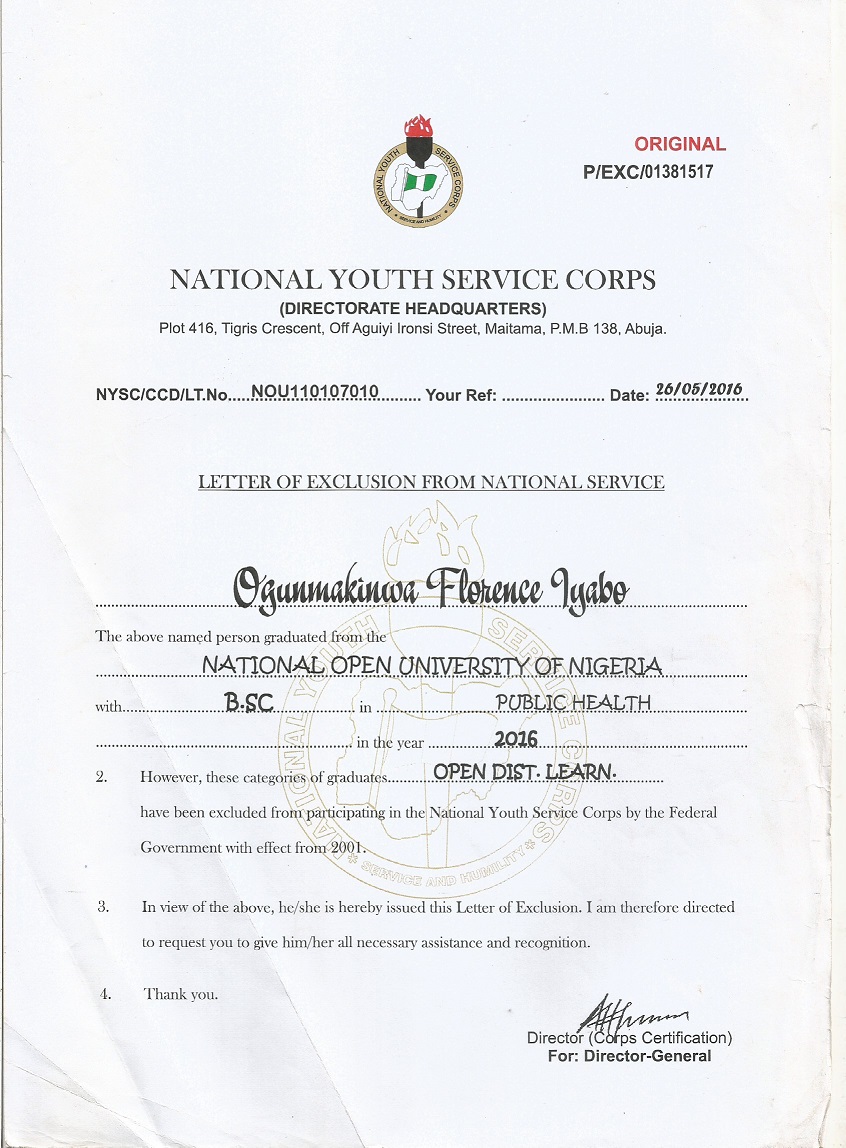 NATIONAL YOUTH SERVICE CORPS
SERVICE AND HUMILITY
ORIGINAL
P/EXC/01381517
NATIONAL YOUTH SERVICE CORPS
(DIRECTORATE HEADQUARTERS)
Plot 416, Tigris Crescent, Off Aguiyi Ironsi Street, Maitama, P.M.B 138, Abuja.
NYSC/CCD/LT.No.....NOU110107010......... Your Ref: ....................... Date: 26/05/2016
LETTER OF EXCLUSION FROM NATIONAL SERVICE
Ogunmakinwa Florence Iyabo
The above named person graduated from the
NATIONAL OPEN UNIVERSITY OF NIGERIA
with B.SC in PUBLIC HEALTH
in the year 2016
2. However, these categories of graduates......... OPEN DIST. LEARN.
have been excluded from participating in the National Youth Service Corps by the Federal
Government with effect from 2001.
NATIONAL YOUTH SERVICE CORPS
* SERVICE AND HUMILITY *
3. In view of the above, he/she is hereby issued this Letter of Exclusion. I am therefore directed
to request you to give him/her all necessary assistance and recognition.
4. Thank you.
Director (Corps Certification)
For: Director-General